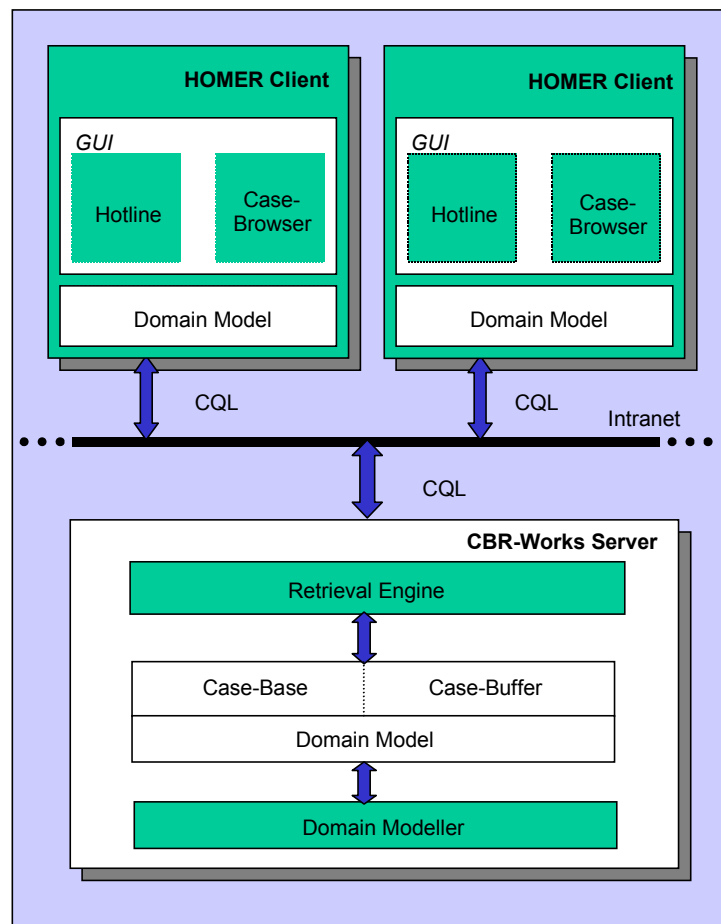 HOMER Client
GUI
Hotline
Case-
Browser
Domain Model
HOMER Client
GUI
Hotline
Case-
Browser
Domain Model
CQL
CQL
Intranet
CQL
CBR-Works Server
Retrieval Engine
Case-Base
Case-Buffer
Domain Model
Domain Modeller